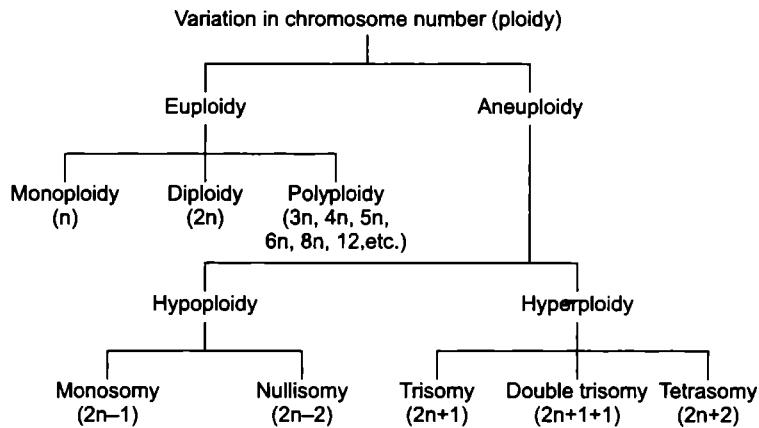 Variation in chromosome number (ploidy)
Euploidy
Aneuploidy
Monoploidy
(n)
Diploidy
(2n)
Polyploidy
(3n, 4n, 5n,
6n, 8n, 12,etc.)
Hypoploidy
Hyperploidy
Monosomy
(2n–1)
Nullisomy
(2n–2)
Trisomy
(2n+1)
Double trisomy
(2n+1+1)
Tetrasomy
(2n+2)